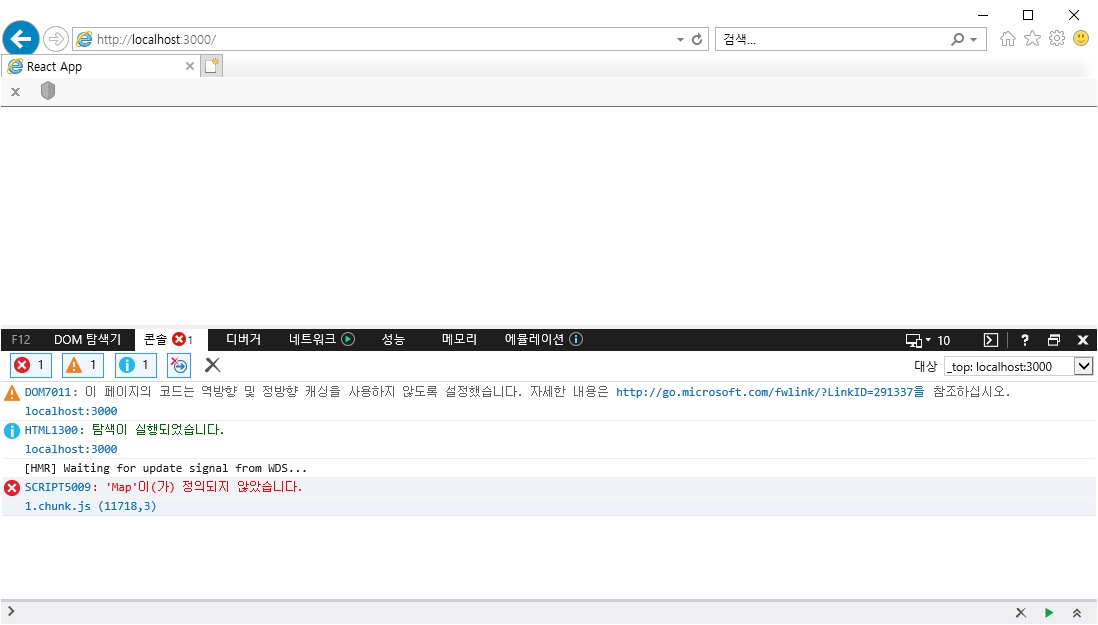 http://localhost:3000/
검색...
React App
F12
DOM 탐색기
콘솔
1
디버거
네트워크
성능
메모리
에뮬레이션
10
?
1
1
1
대상
_top: localhost:3000
DOM7011: 이 페이지의 코드는 역방향 및 정방향 캐싱을 사용하지 않도록 설정했습니다. 자세한 내용은 http://go.microsoft.com/fwlink/?LinkID=291337을 참조하십시오.
localhost:3000
HTML1300: 탐색이 실행되었습니다.
localhost:3000
[HMR] Waiting for update signal from WDS...
SCRIPT5009: 'Map'이(가) 정의되지 않았습니다.
1.chunk.js (11718,3)